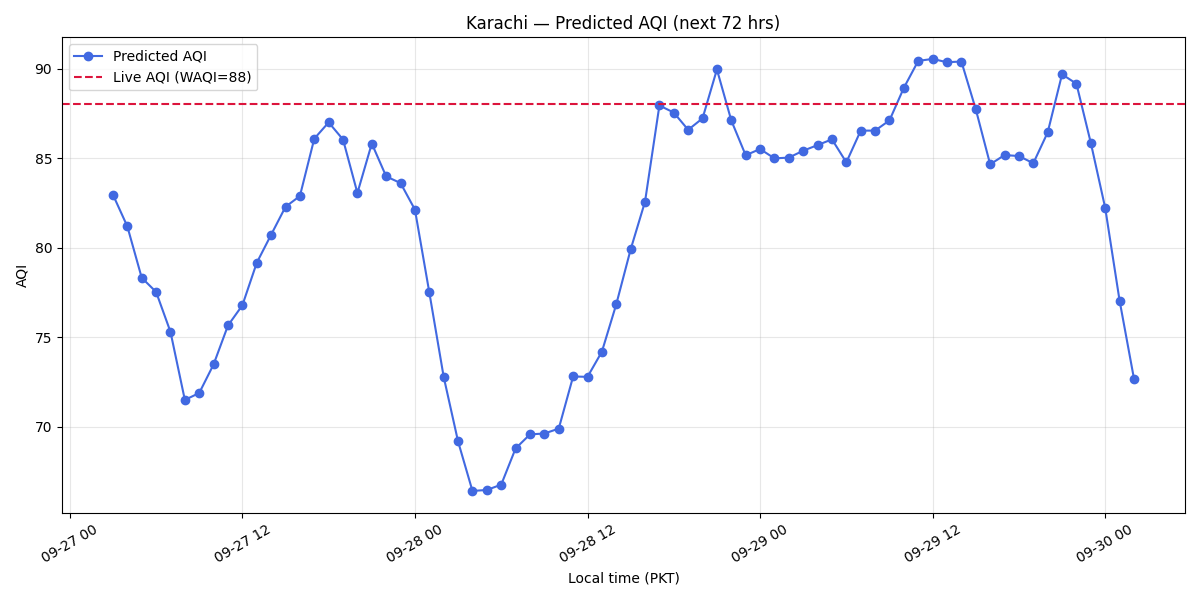 Karachi — Predicted AQI (next 72 hrs)
Predicted AQI
Live AQI (WAQI=88)
AQI
90
85
80
75
70
09-27 00
09-27 12
09-28 00
09-28 12
09-29 00
09-29 12
09-30 00
Local time (PKT)